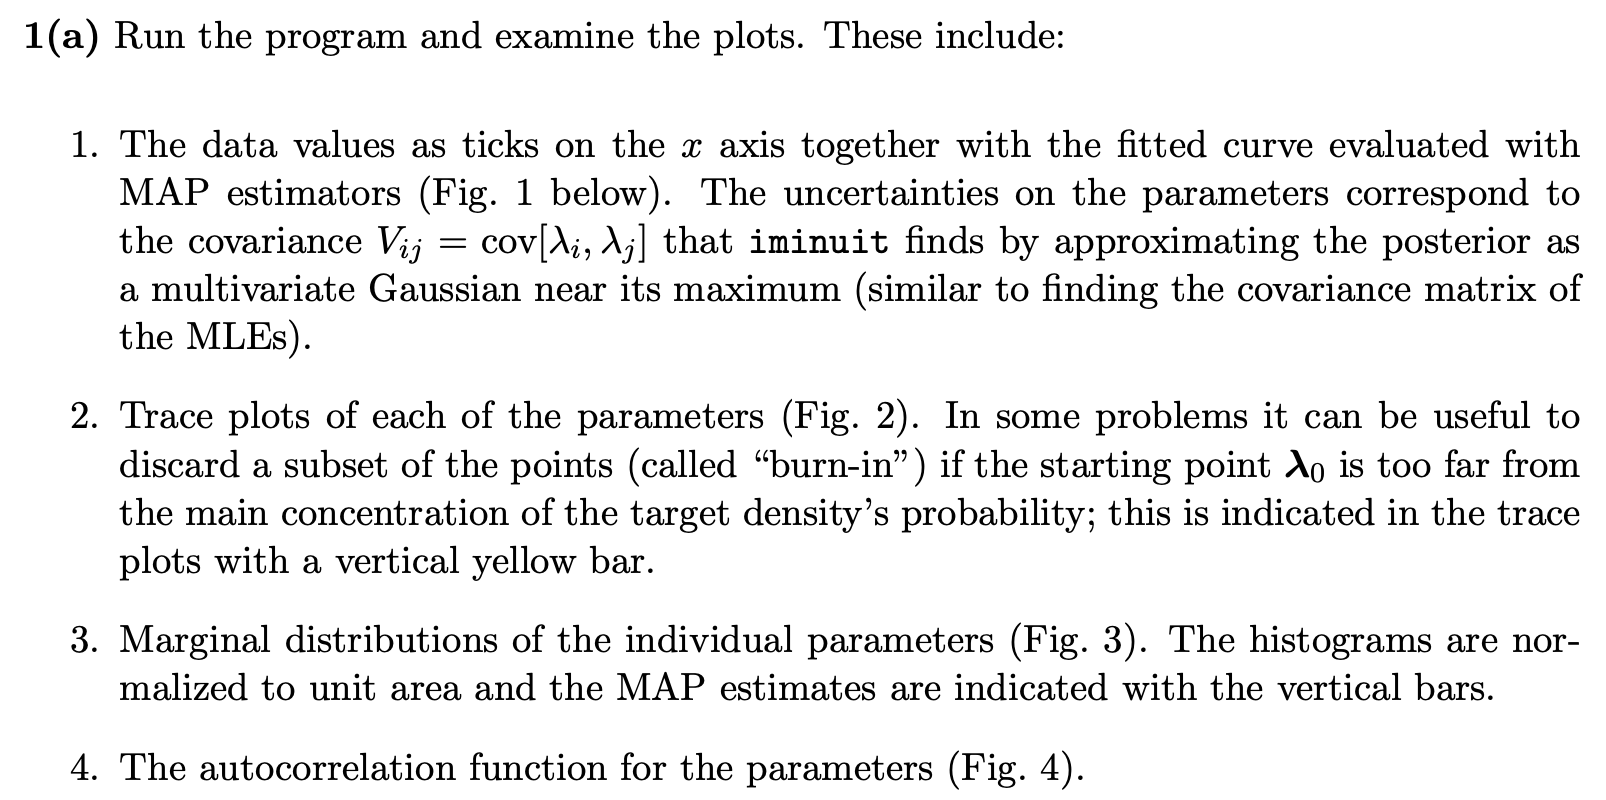 1(a) Run the program and examine the plots. These include:
1. The data values as ticks on the x axis together with the fitted curve evaluated with
MAP estimators (Fig. 1 below). The uncertainties on the parameters correspond to
the covariance Vij = cov[λi, λj] that iminuit finds by approximating the posterior as
a multivariate Gaussian near its maximum (similar to finding the covariance matrix of
the MLEs).
2. Trace plots of each of the parameters (Fig. 2). In some problems it can be useful to
discard a subset of the points (called “burn-in”) if the starting point λ0 is too far from
the main concentration of the target density’s probability; this is indicated in the trace
plots with a vertical yellow bar.
3. Marginal distributions of the individual parameters (Fig. 3). The histograms are nor-
malized to unit area and the MAP estimates are indicated with the vertical bars.
4. The autocorrelation function for the parameters (Fig. 4).